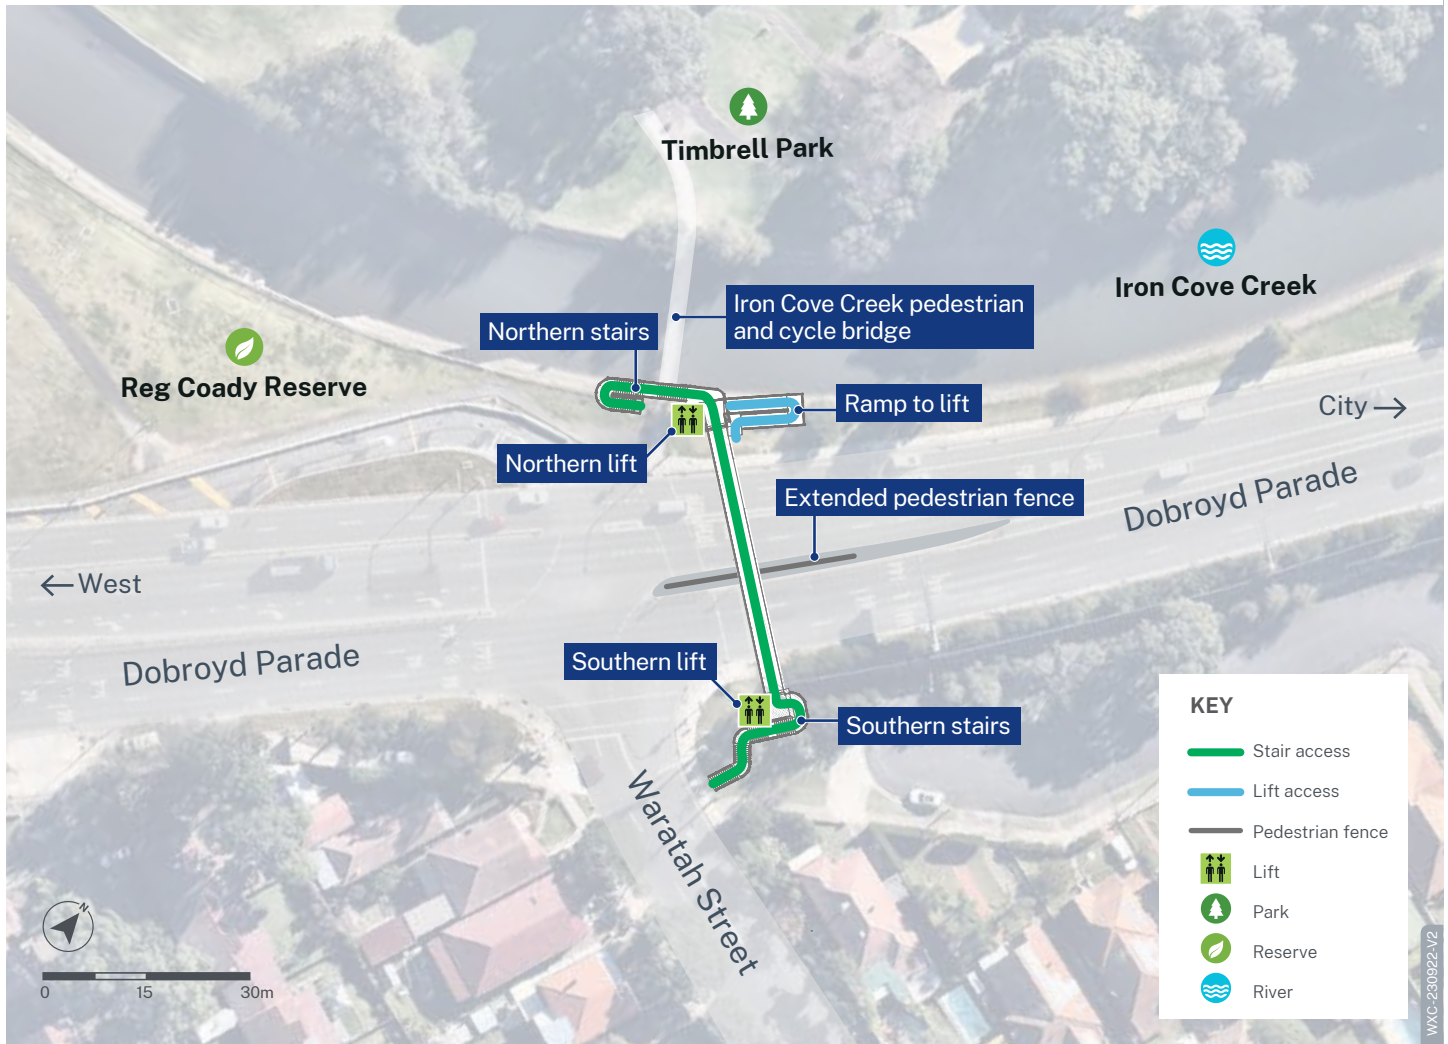 Timbrell Park
Iron Cove Creek
Iron Cove Creek pedestrian
and cycle bridge
Northern stairs
Reg Coady Reserve
Ramp to lift
City
Northern lift
Extended pedestrian fence
Dobroyd Parade
West
Dobroyd Parade
Southern lift
Southern stairs
Waratah Street
KEY
Stair access
Lift access
Pedestrian fence
Lift
Park
Reserve
River
N
0 15 30m
WXC-230922-V2